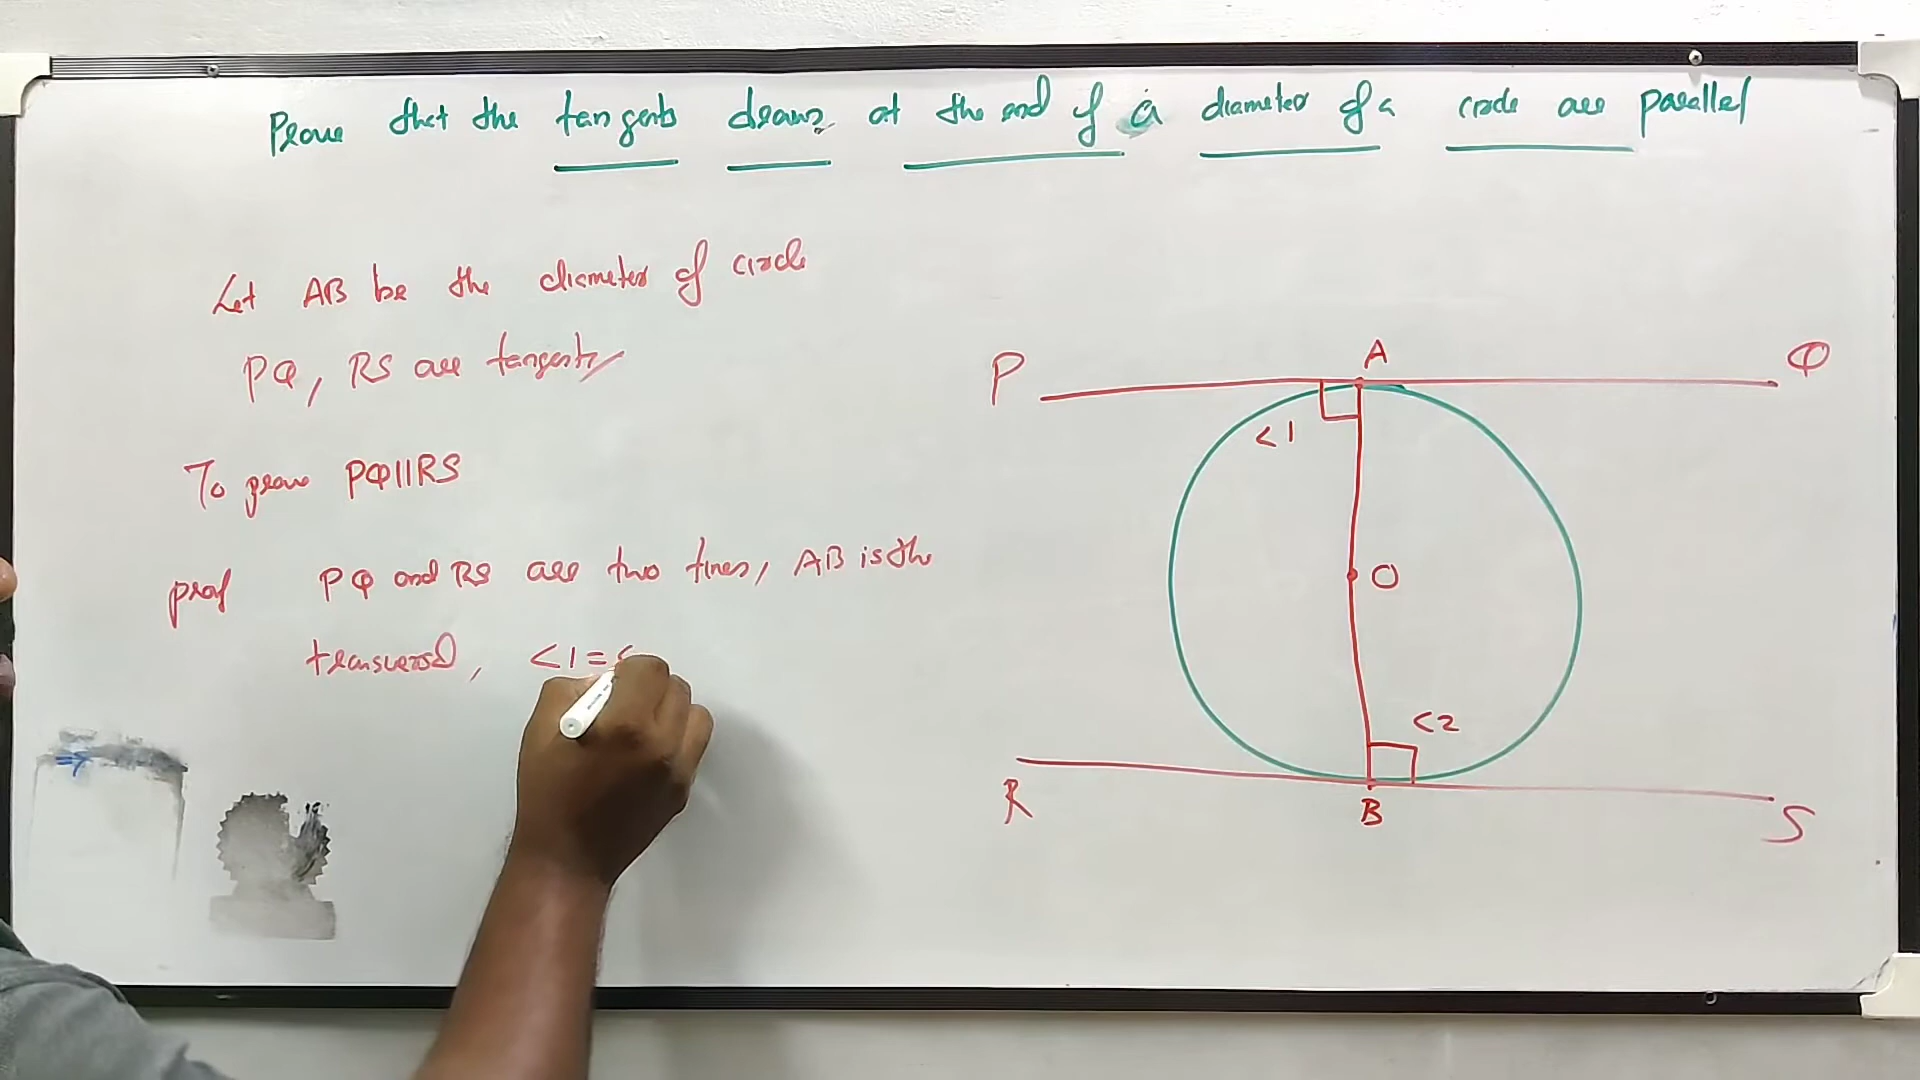 Prove that the tangents drawn at the end of a diameter of a circle are parallel
Let AB be the diameter of circle
PQ, RS are tangents
To prove PQ||RS
proof PQ and RS are two lines, AB is the
transversal, <1=<
P
A
Q
<1
O
<2
R
B
S